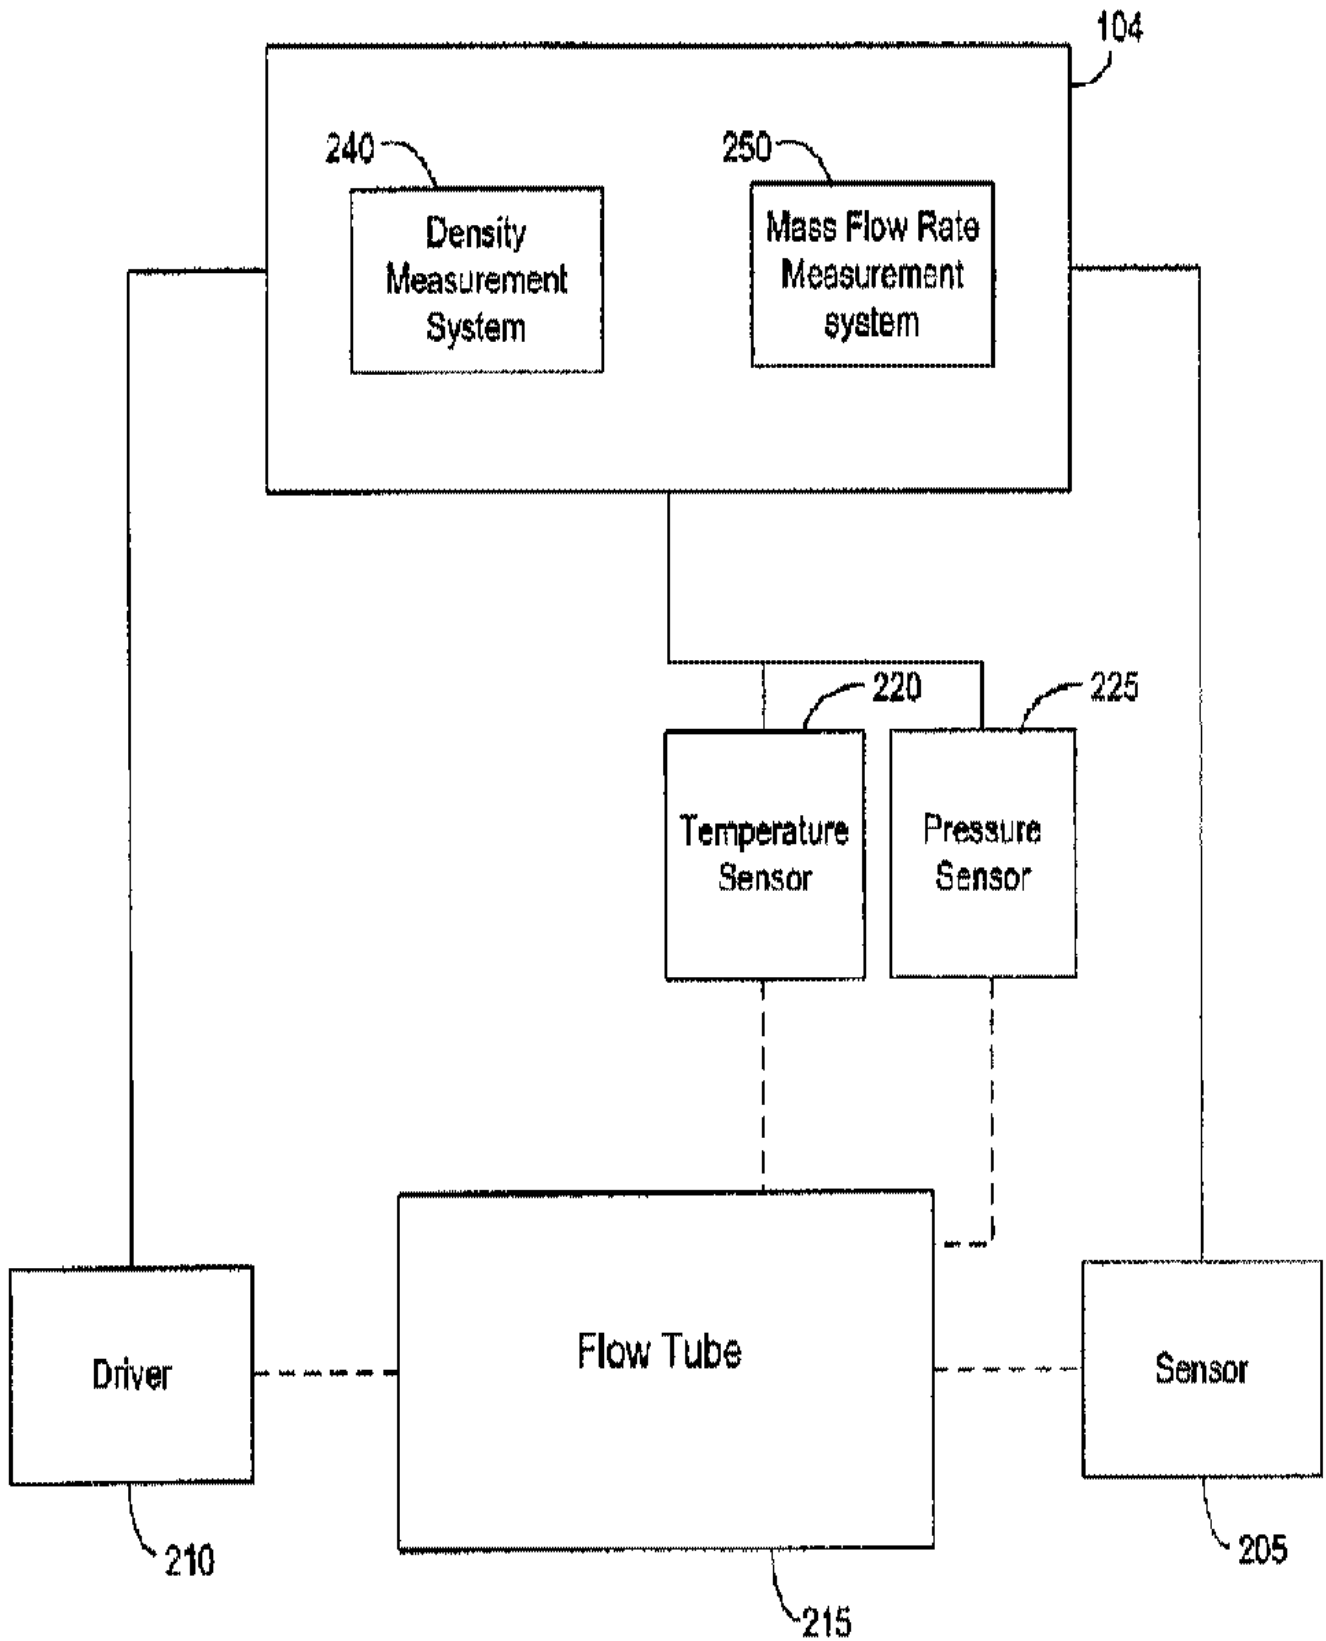 104
240
250
Density
Measurement
System
Mass Flow Rate
Measurement
system
220
225
Temperature
Sensor
Pressure
Sensor
Flow Tube
Driver
Sensor
210
215
205